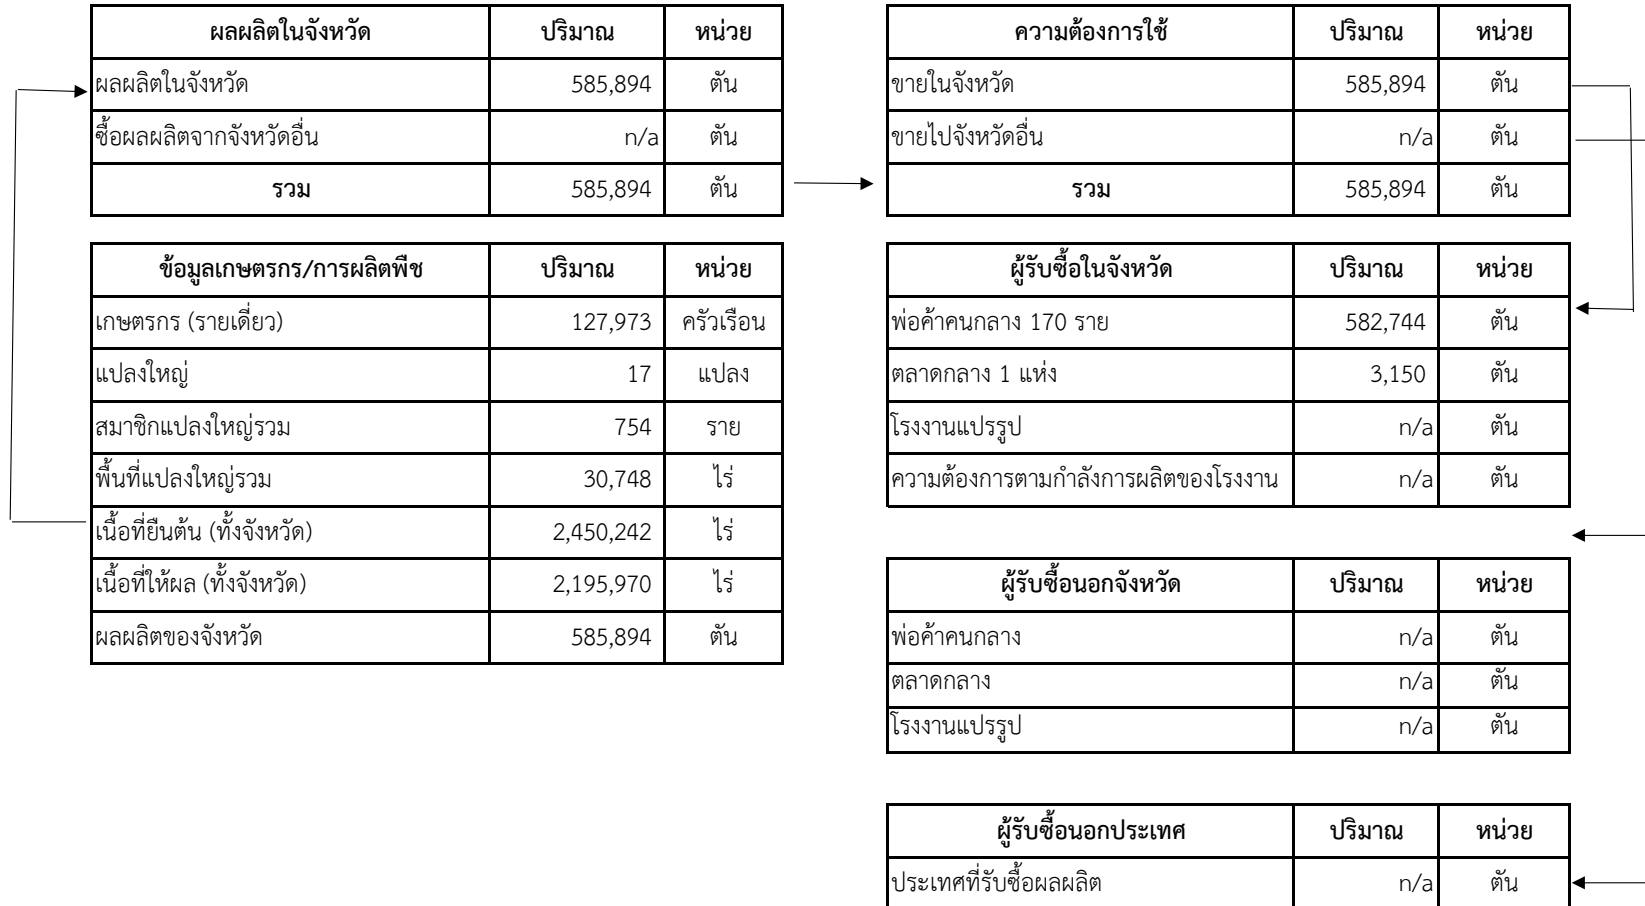 ผลผลิตในจังหวัด ปริมาณ หน่วย
ผลผลิตในจังหวัด 585,894 ตัน
ซื้อผลผลิตจากจังหวัดอื่น n/a ตัน
รวม 585,894 ตัน
ข้อมูลเกษตรกร/การผลิตพืช ปริมาณ หน่วย
เกษตรกร (รายเดี่ยว) 127,973 ครัวเรือน
แปลงใหญ่ 17 แปลง
สมาชิกแปลงใหญ่รวม 754 ราย
พื้นที่แปลงใหญ่รวม 30,748 ไร่
เนื้อที่ยืนต้น (ทั้งจังหวัด) 2,450,242 ไร่
เนื้อที่ให้ผล (ทั้งจังหวัด) 2,195,970 ไร่
ผลผลิตของจังหวัด 585,894 ตัน
ความต้องการใช้ ปริมาณ หน่วย
ขายในจังหวัด 585,894 ตัน
ขายไปจังหวัดอื่น n/a ตัน
รวม 585,894 ตัน
ผู้รับซื้อในจังหวัด ปริมาณ หน่วย
พ่อค้าคนกลาง 170 ราย 582,744 ตัน
ตลาดกลาง 1 แห่ง 3,150 ตัน
โรงงานแปรรูป n/a ตัน
ความต้องการตามกำลังการผลิตของโรงงาน n/a ตัน
ผู้รับซื้อนอกจังหวัด ปริมาณ หน่วย
พ่อค้าคนกลาง n/a ตัน
ตลาดกลาง n/a ตัน
โรงงานแปรรูป n/a ตัน
ผู้รับซื้อนอกประเทศ ปริมาณ หน่วย
ประเทศที่รับซื้อผลผลิต n/a ตัน